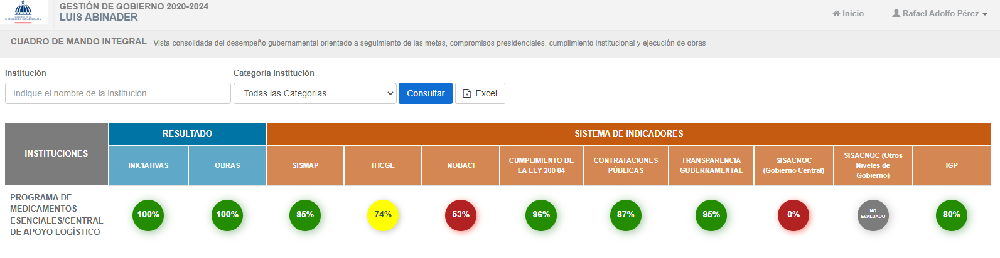 GESTIÓN DE GOBIERNO 2020-2024
LUIS ABINADER
REPÚBLICA DOMINICANA
Inicio
Rafael Adolfo Pérez
CUADRO DE MANDO INTEGRAL
Vista consolidada del desempeño gubernamental orientado a seguimiento de las metas, compromisos presidenciales, cumplimiento institucional y ejecución de obras
Institución
Categoría Institución
Indique el nombre de la institución
Todas las Categorías
Consultar
Excel
INSTITUCIONES
RESULTADO
SISTEMA DE INDICADORES
INICIATIVAS
OBRAS
SISMAP
ITICGE
NOBACI
CUMPLIMIENTO DE
LA LEY 200 04
CONTRATACIONES
PÚBLICAS
TRANSPARENCIA
GUBERNAMENTAL
SISACNOC
(Gobierno Central)
SISACNOC (Otros
Niveles de
Gobierno)
IGP
PROGRAMA DE
MEDICAMENTOS
ESENCIALES/CENTRAL
DE APOYO LOGÍSTICO
100%
100%
85%
74%
53%
96%
87%
95%
0%
NO
EVALUADO
80%